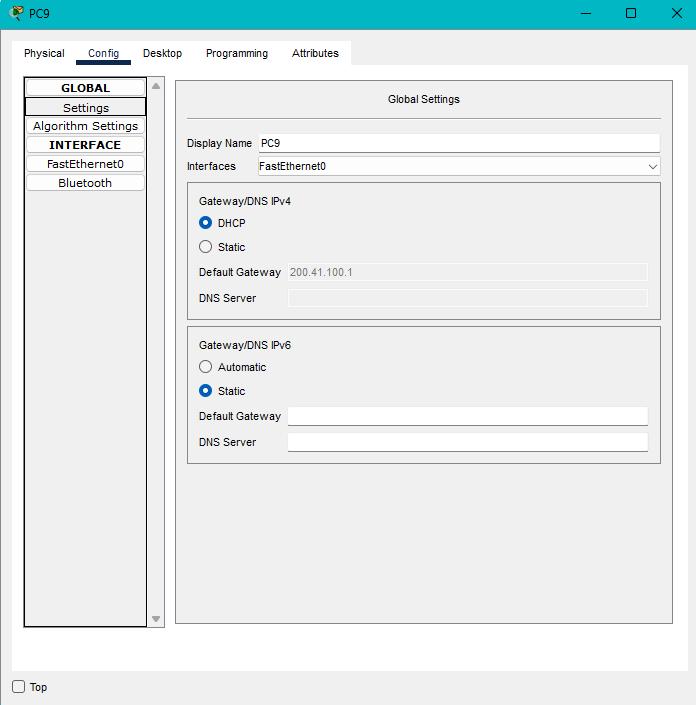 PC9
Physical Config Desktop Programming Attributes
GLOBAL
Settings
Algorithm Settings
INTERFACE
FastEthernet0
Bluetooth
Global Settings
Display Name PC9
Interfaces FastEthernet0
Gateway/DNS IPv4
DHCP
Static
Default Gateway 200.41.100.1
DNS Server
Gateway/DNS IPv6
Automatic
Static
Default Gateway
DNS Server
Top